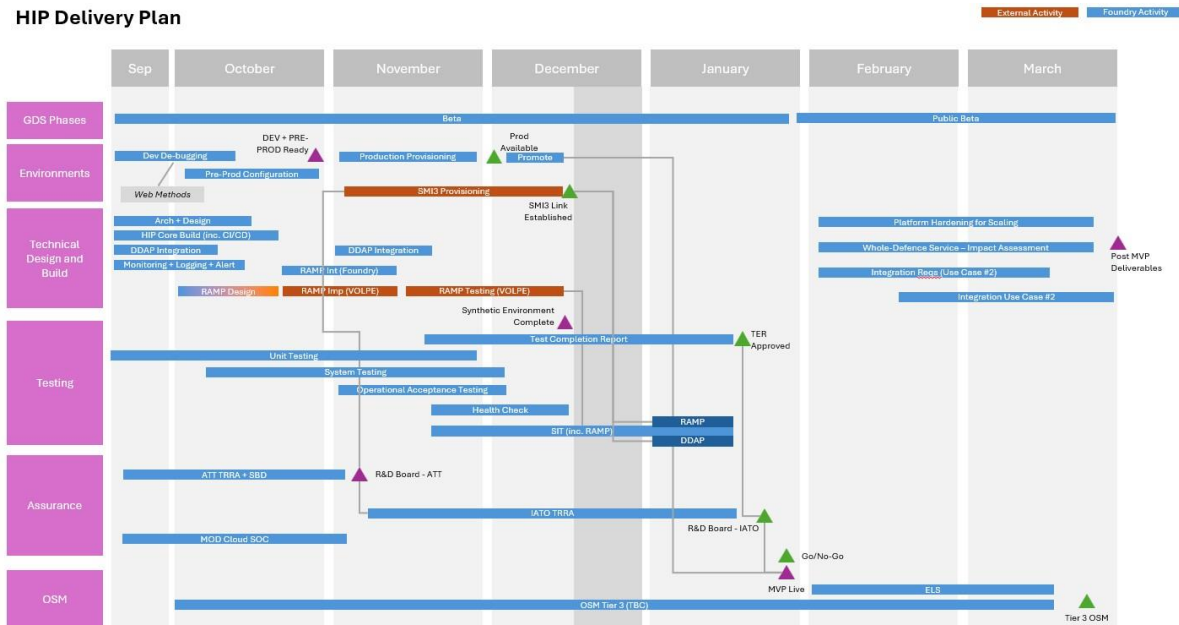 HIP Delivery Plan
External Activity
Foundry Activity
Sep
October
November
December
January
February
March
GDS Phases
Beta
Public Beta
Environments
DEV + PRE-
PROD Ready
Prod
Available
Dev De-bugging
Production Provisioning
Promote
Pre-Prod Configuration
Web Methods
SMI3 Provisioning
SMI3 Link
Established
Technical
Design and
Build
Arch + Design
HIP Core Build (inc. CI/CD)
DDAP Integration
DDAP Integration
Monitoring + Logging + Alert
RAMP Int (Foundry)
RAMP Design
RAMP Imp (VOLPE)
RAMP Testing (VOLPE)
Platform Hardening for Scaling
Whole-Defence Service – Impact Assessment
Integration Reqs (Use Case #2)
Integration Use Case #2
Post MVP
Deliverables
Synthetic Environment
Complete
Testing
Test Completion Report
TER
Approved
Unit Testing
System Testing
Operational Acceptance Testing
Health Check
RAMP
SIT (inc. RAMP)
DDAP
Assurance
ATT TRRA + SBD
R&D Board - ATT
IATO TRRA
R&D Board - IATO
MOD Cloud SOC
Go/No-Go
MVP Live
OSM
ELS
OSM Tier 3 (TBC)
Tier 3 OSM